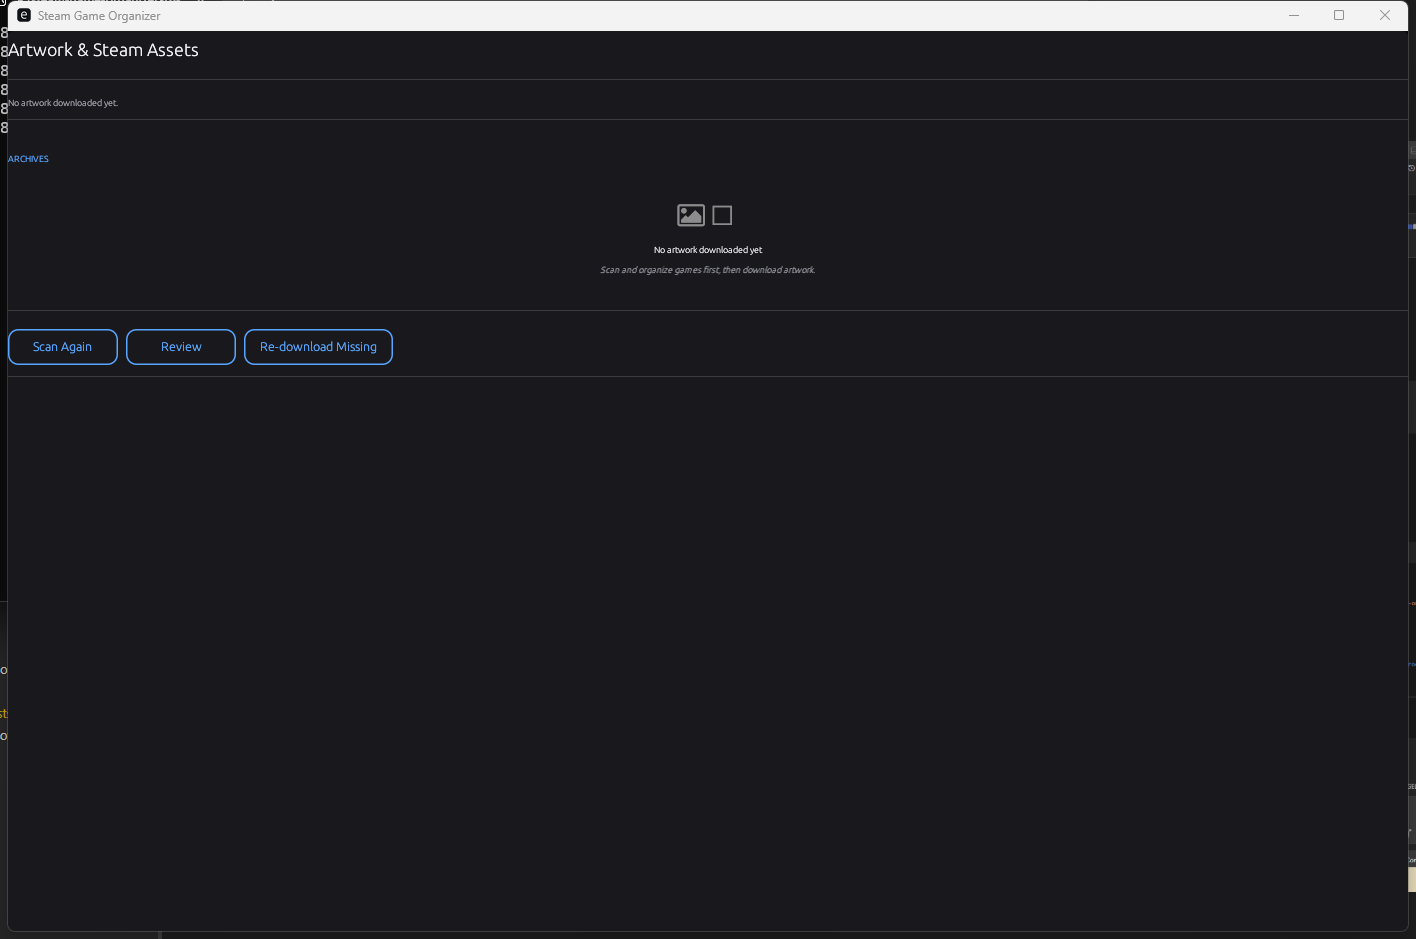 Steam Game Organizer
Artwork & Steam Assets
No artwork downloaded yet.
ARCHIVES
No artwork downloaded yet
Scan and organize games first, then download artwork.
Scan Again
Review
Re-download Missing